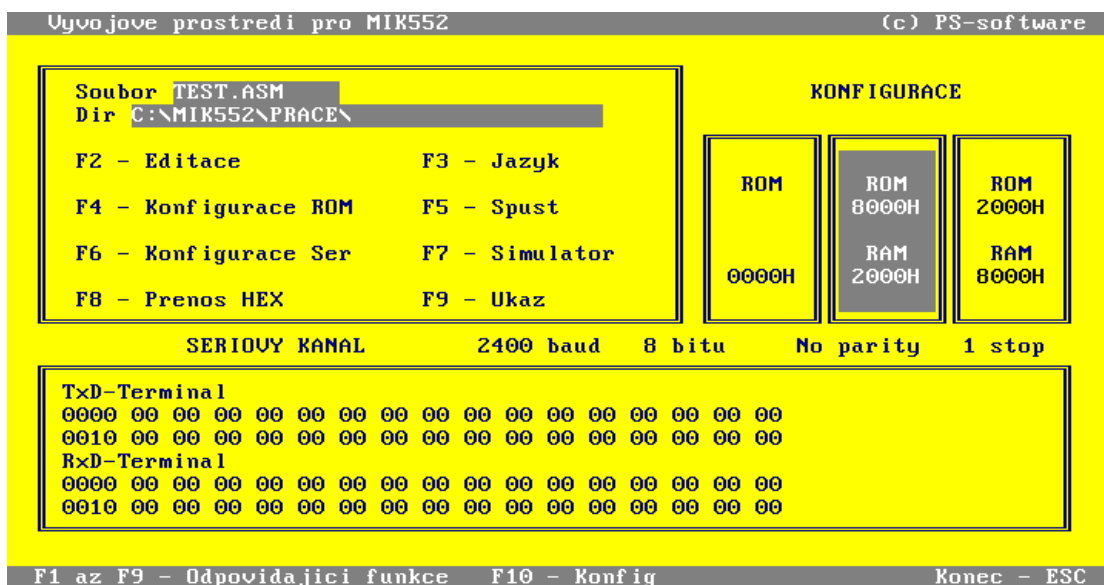 Vyvojove prostredi pro MIK552 (c) PS-software
Soubor TEST.ASM
Dir C:\MIK552\PRACE\
F2 - Editace F3 - Jazyk
F4 - Konfigurace ROM F5 - Spust
F6 - Konfigurace Ser F7 - Simulator
F8 - Prenos HEX F9 - Ukaz
KONFIGURACE
ROM
0000H
ROM
8000H
RAM
2000H
ROM
2000H
RAM
8000H
SERIOVY KANAL 2400 baud 8 bitu No parity 1 stop
TxD-Terminal
0000 00 00 00 00 00 00 00 00 00 00 00 00 00 00 00 00
0010 00 00 00 00 00 00 00 00 00 00 00 00 00 00 00 00
RxD-Terminal
0000 00 00 00 00 00 00 00 00 00 00 00 00 00 00 00 00
0010 00 00 00 00 00 00 00 00 00 00 00 00 00 00 00 00
F1 az F9 - Odpovidajici funkce F10 - Konfig Konec - ESC